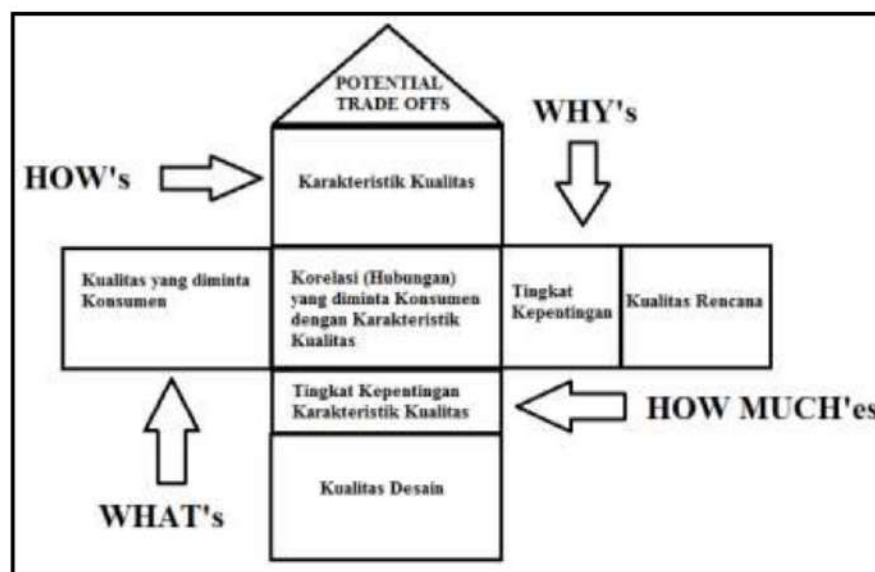 POTENTIAL
TRADE OFFS
WHY's
HOW's
Karakteristik Kualitas
Kualitas yang diminta
Konsumen
Korelasi (Hubungan)
yang diminta Konsumen
dengan Karakteristik
Kualitas
Tingkat
Kepentingan
Kualitas Rencana
Tingkat Kepentingan
Karakteristik Kualitas
HOW MUCH'es
Kualitas Desain
WHAT's